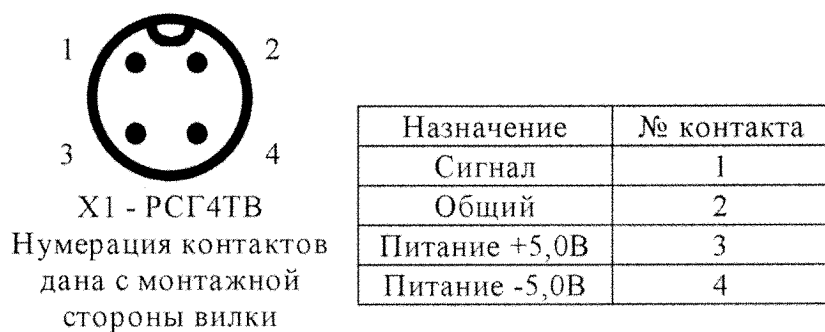 1 2
3 4
X1 - РСГ4ТВ
Нумерация контактов
дана с монтажной
стороны вилки
Назначение № контакта
Сигнал 1
Общий 2
Питание +5,0В 3
Питание -5,0В 4